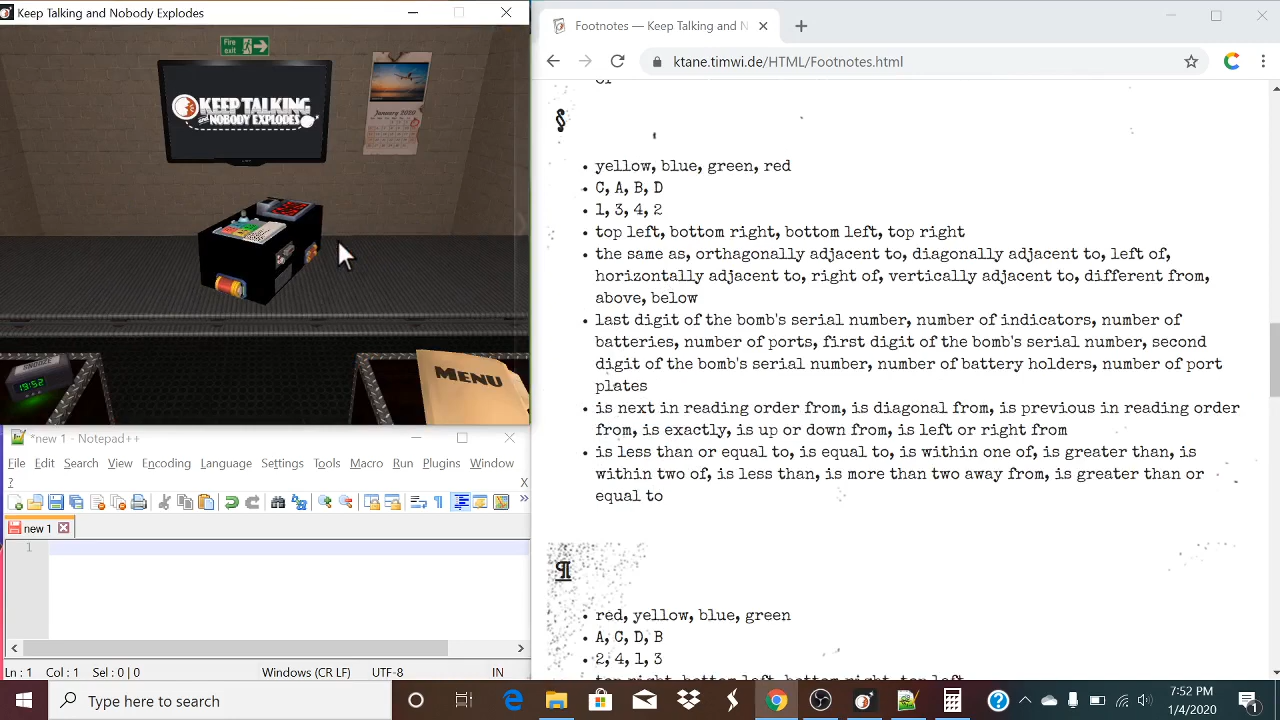 Keep Talking and Nobody Explodes
Fire exit
KEEP TALKING
and NOBODY EXPLODES
January 2020
19:52
MENU
*new 1 - Notepad++
File Edit Search View Encoding Language Settings Tools Macro Run Plugins Window
? X
new 1
1
Ln : 1 Col : 1 Sel : 0 | 0 Windows (CR LF) UTF-8 IN
Footnotes — Keep Talking and N
ktane.timwi.de/HTML/Footnotes.html
§
• yellow, blue, green, red
• C, A, B, D
• 1, 3, 4, 2
• top left, bottom right, bottom left, top right
• the same as, orthagonally adjacent to, diagonally adjacent to, left of,
horizontally adjacent to, right of, vertically adjacent to, different from,
above, below
• last digit of the bomb's serial number, number of indicators, number of
batteries, number of ports, first digit of the bomb's serial number, second
digit of the bomb's serial number, number of battery holders, number of port
plates
• is next in reading order from, is diagonal from, is previous in reading order
from, is exactly, is up or down from, is left or right from
• is less than or equal to, is equal to, is within one of, is greater than, is
within two of, is less than, is more than two away from, is greater than or
equal to
¶
• red, yellow, blue, green
• A, C, D, B
• 2, 4, 1, 3
Type here to search
7:52 PM
1/4/2020